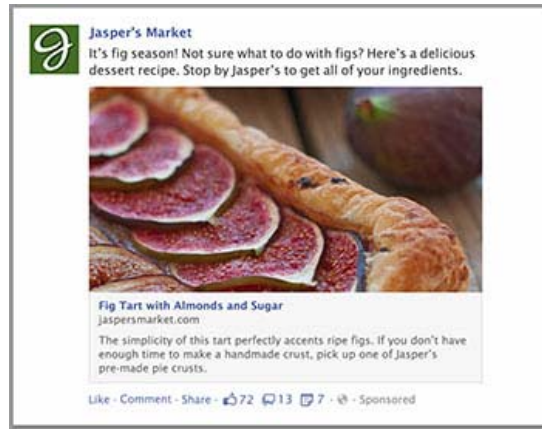 Jasper's Market
It's fig season! Not sure what to do with figs? Here's a delicious
dessert recipe. Stop by Jasper's to get all of your ingredients.
Fig Tart with Almonds and Sugar
jaspersmarket.com
The simplicity of this tart perfectly accents ripe figs. If you don't have
enough time to make a handmade crust, pick up one of Jasper's
pre-made pie crusts.
Like · Comment · Share · 72 13 7 · · Sponsored